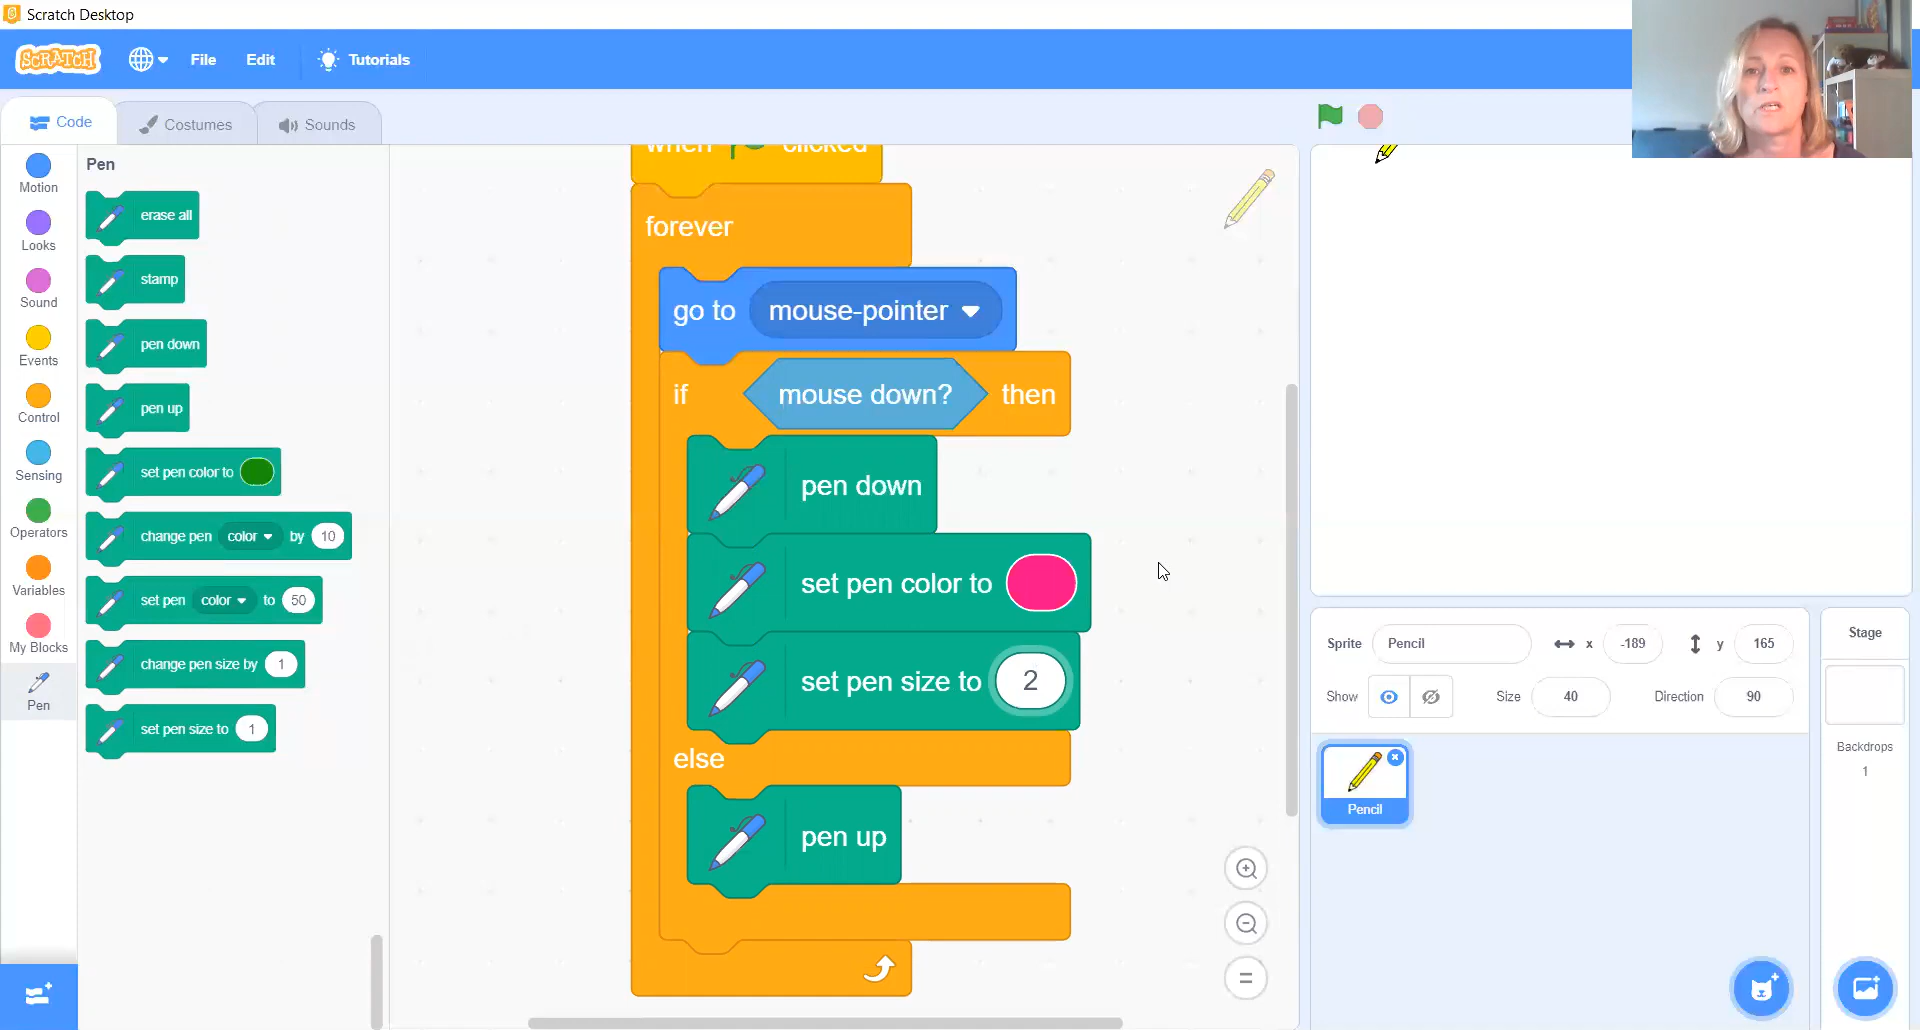 Scratch Desktop
SCRATCH File Edit Tutorials
Code Costumes Sounds
Motion
Looks
Sound
Events
Control
Sensing
Operators
Variables
My Blocks
Pen
Pen
erase all
stamp
pen down
pen up
set pen color to
change pen color by 10
set pen color to 50
change pen size by 1
set pen size to 1
when clicked
forever
go to mouse-pointer
if mouse down? then
pen down
set pen color to
set pen size to 2
else
pen up
Sprite Pencil x -189 y 165
Show Size 40 Direction 90
Pencil
Stage
Backdrops
1